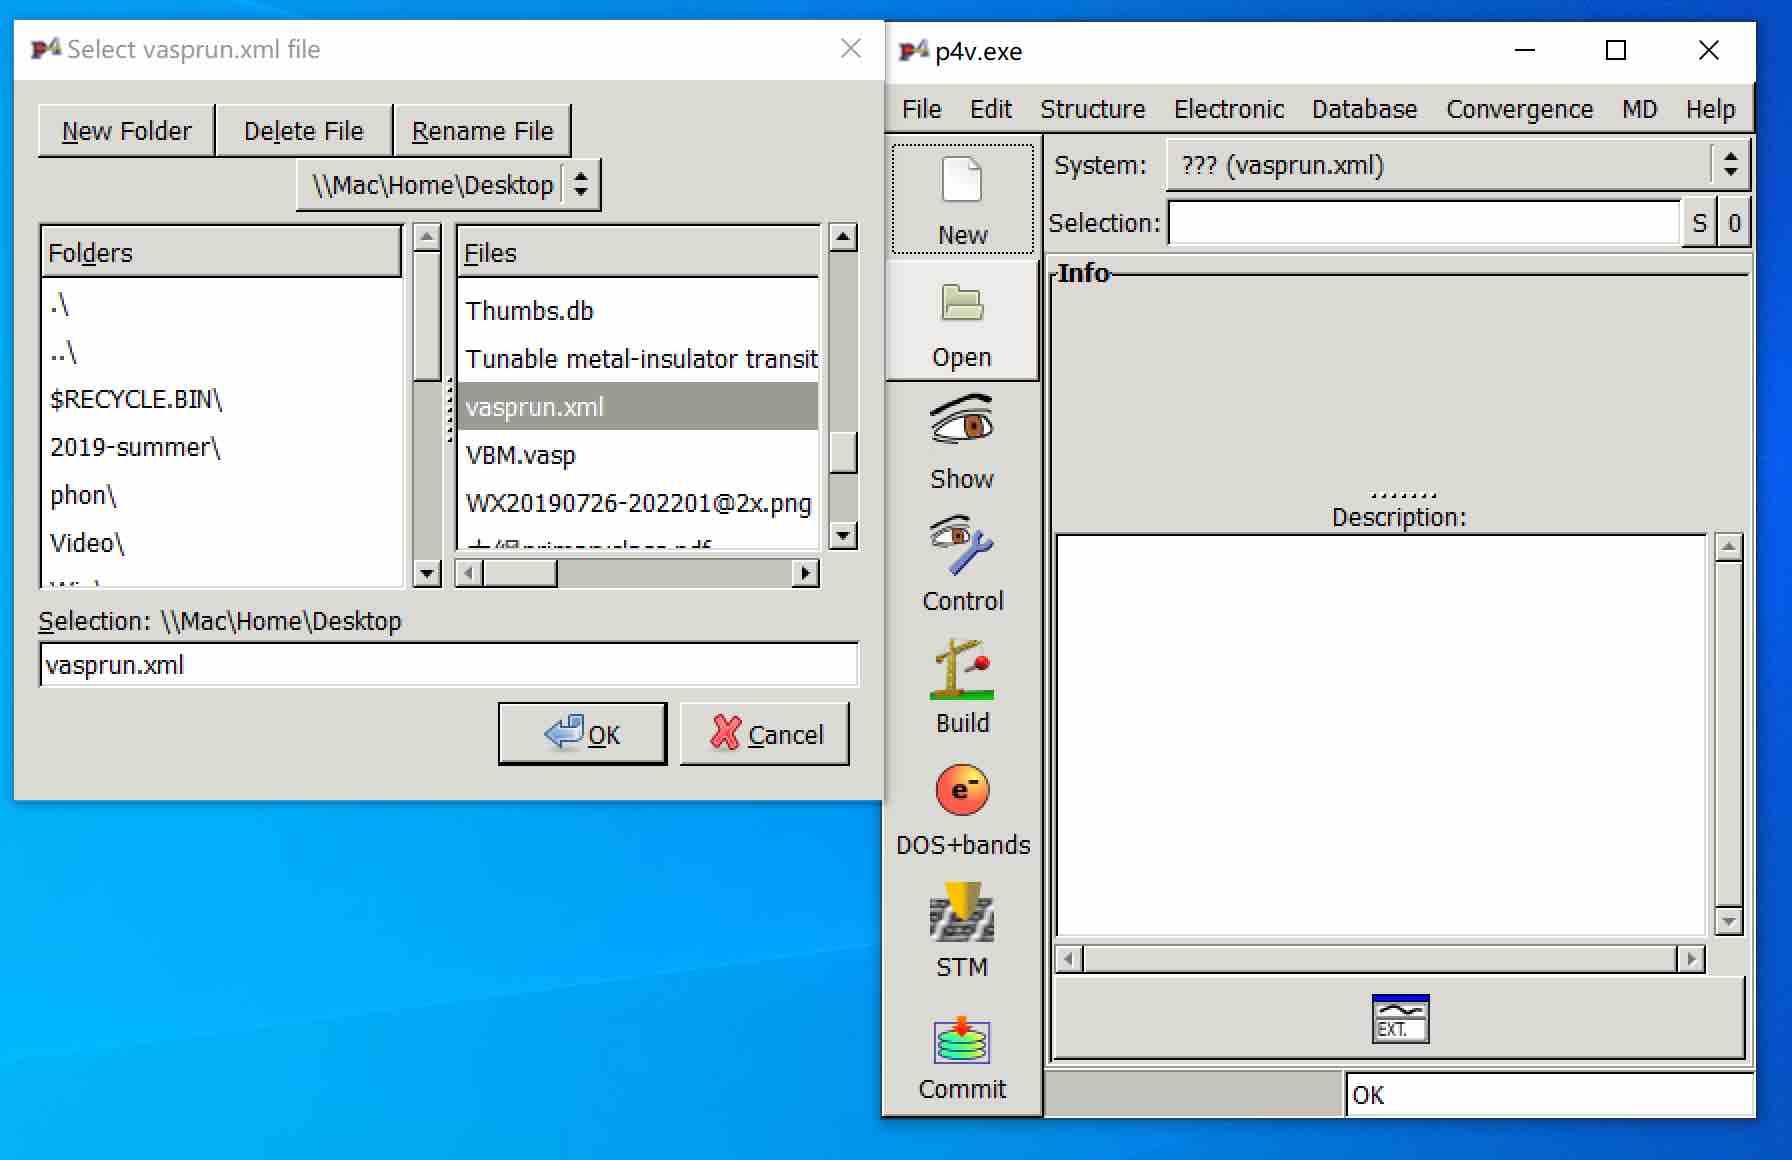 Select vasprun.xml file
New Folder
Delete File
Rename File
\\Mac\Home\Desktop
Folders
.\
..\
$RECYCLE.BIN\
2019-summer\
phon\
Video\
Files
Thumbs.db
Tunable metal-insulator transit
vasprun.xml
VBM.vasp
WX20190726-202201@2x.png
Selection: \\Mac\Home\Desktop
vasprun.xml
OK
Cancel
p4v.exe
File Edit Structure Electronic Database Convergence MD Help
New
Open
Show
Control
Build
e-
DOS+bands
STM
Commit
System: ??? (vasprun.xml)
Selection: S 0
Info
Description:
EXT.
OK